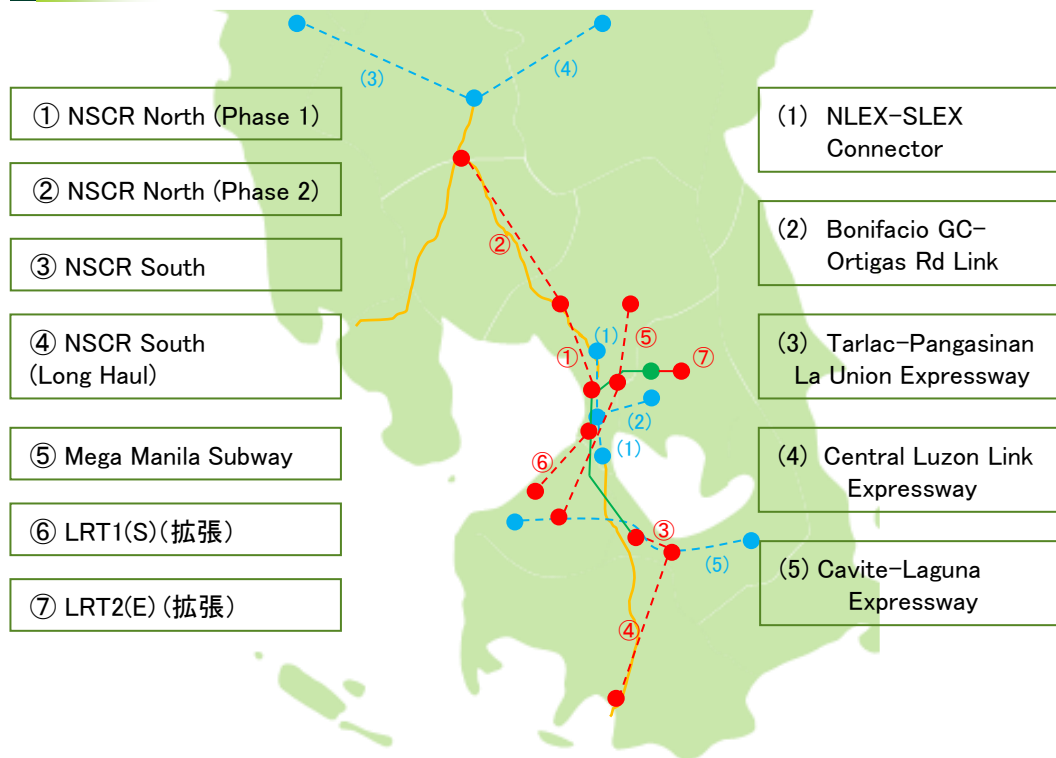 ① NSCR North (Phase 1)
② NSCR North (Phase 2)
③ NSCR South
④ NSCR South
(Long Haul)
⑤ Mega Manila Subway
⑥ LRT1(S)(拡張)
⑦ LRT2(E)(拡張)
(3)
(4)
②
⑤
(1)
①
⑦
(2)
(1)
⑥
③
(5)
④
(1) NLEX-SLEX
Connector
(2) Bonifacio GC-
Ortigas Rd Link
(3) Tarlac-Pangasinan
La Union Expressway
(4) Central Luzon Link
Expressway
(5) Cavite-Laguna
Expressway